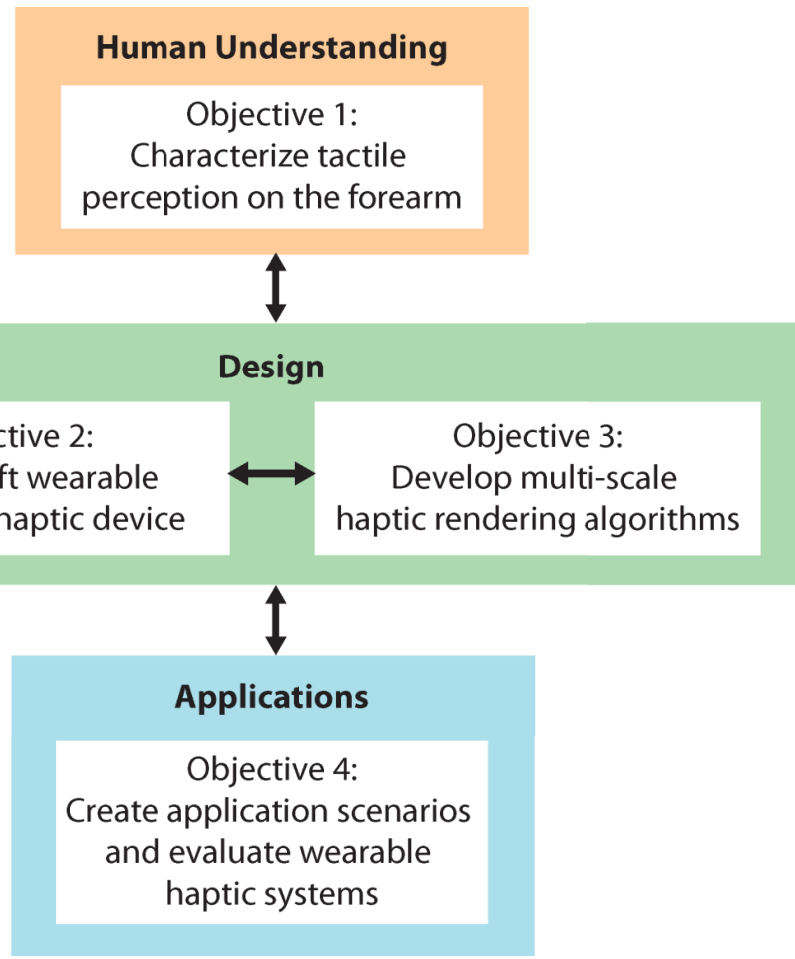 Human Understanding
Objective 1:
Characterize tactile
perception on the forearm
Design
2:
wearable
haptic device
Objective 3:
Develop multi-scale
haptic rendering algorithms
Applications
Objective 4:
Create application scenarios
and evaluate wearable
haptic systems